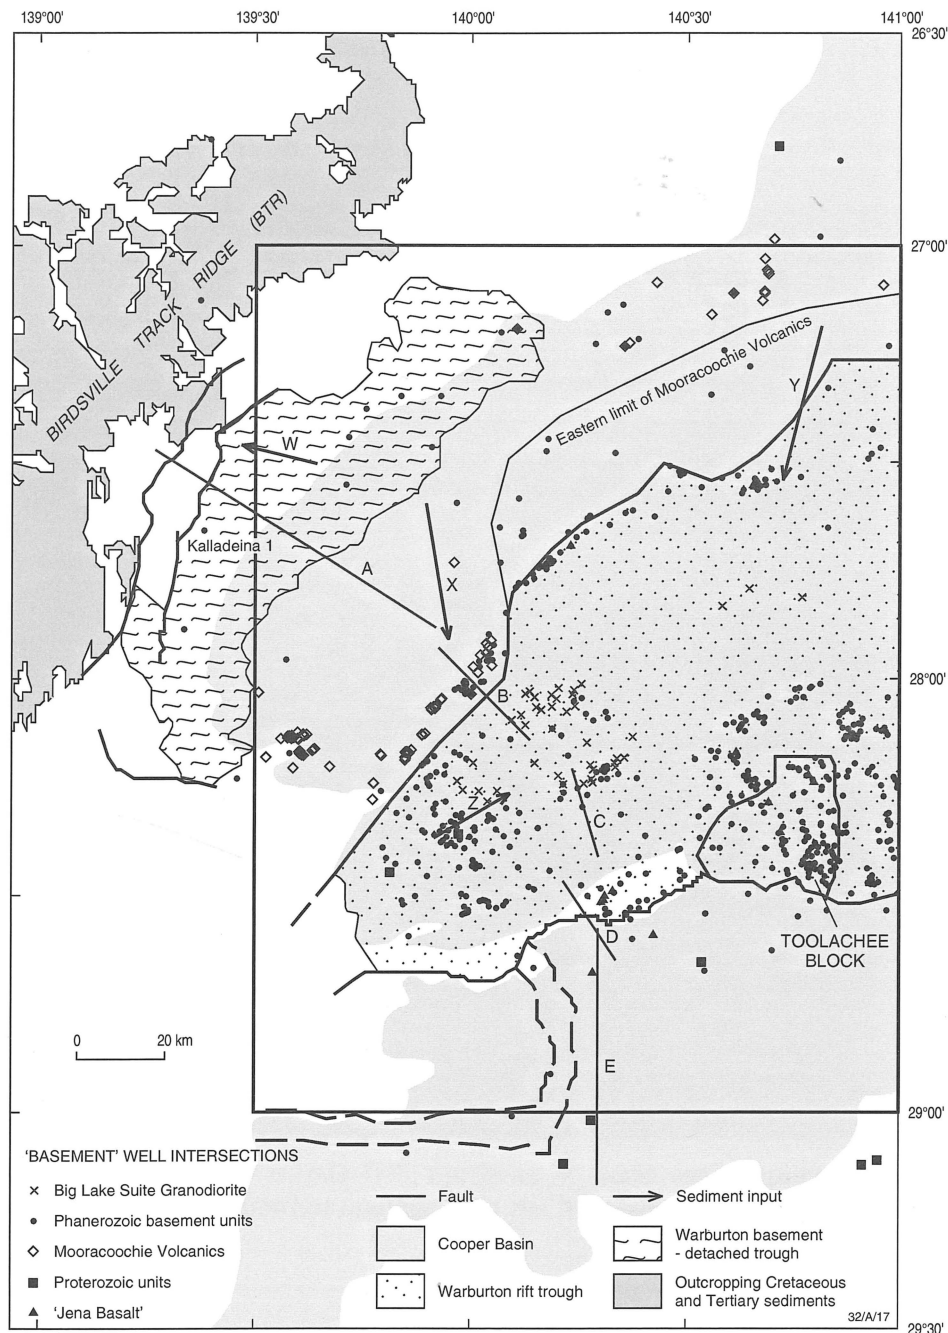 139°00'
139°30'
140°00'
140°30'
141°00'
26°30'
BIRDSVILLE TRACK RIDGE (BTR)
27°00'
Eastern limit of Mooracoochie Volcanics
Y
W
Kalladeina 1
A
X
28°00'
B
Z
C
D
TOOLACHEE
BLOCK
0 20 km
E
29°00'
'BASEMENT' WELL INTERSECTIONS
Big Lake Suite Granodiorite
Phanerozoic basement units
Mooracoochie Volcanics
Proterozoic units
'Jena Basalt'
Fault
Cooper Basin
Warburton rift trough
Sediment input
Warburton basement
- detached trough
Outcropping Cretaceous
and Tertiary sediments
32/A/17
29°30'